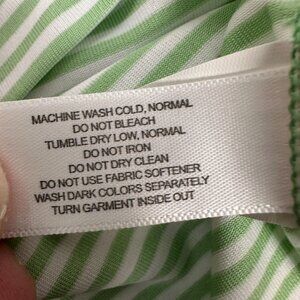 MACHINE WASH COLD, NORMAL
DO NOT BLEACH
TUMBLE DRY LOW, NORMAL
DO NOT IRON
DO NOT DRY CLEAN
DO NOT USE FABRIC SOFTENER
WASH DARK COLORS SEPARATELY
TURN GARMENT INSIDE OUT